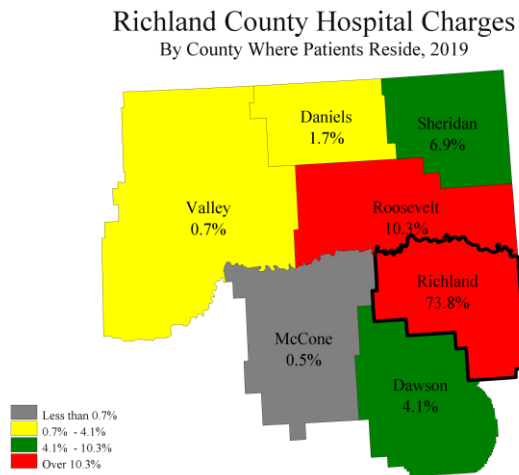 Richland County Hospital Charges
By County Where Patients Reside, 2019
Daniels
1.7%
Sheridan
6.9%
Valley
0.7%
Roosevelt
10.3%
Richland
73.8%
McCone
0.5%
Dawson
4.1%
Less than 0.7%
0.7% - 4.1%
4.1% - 10.3%
Over 10.3%